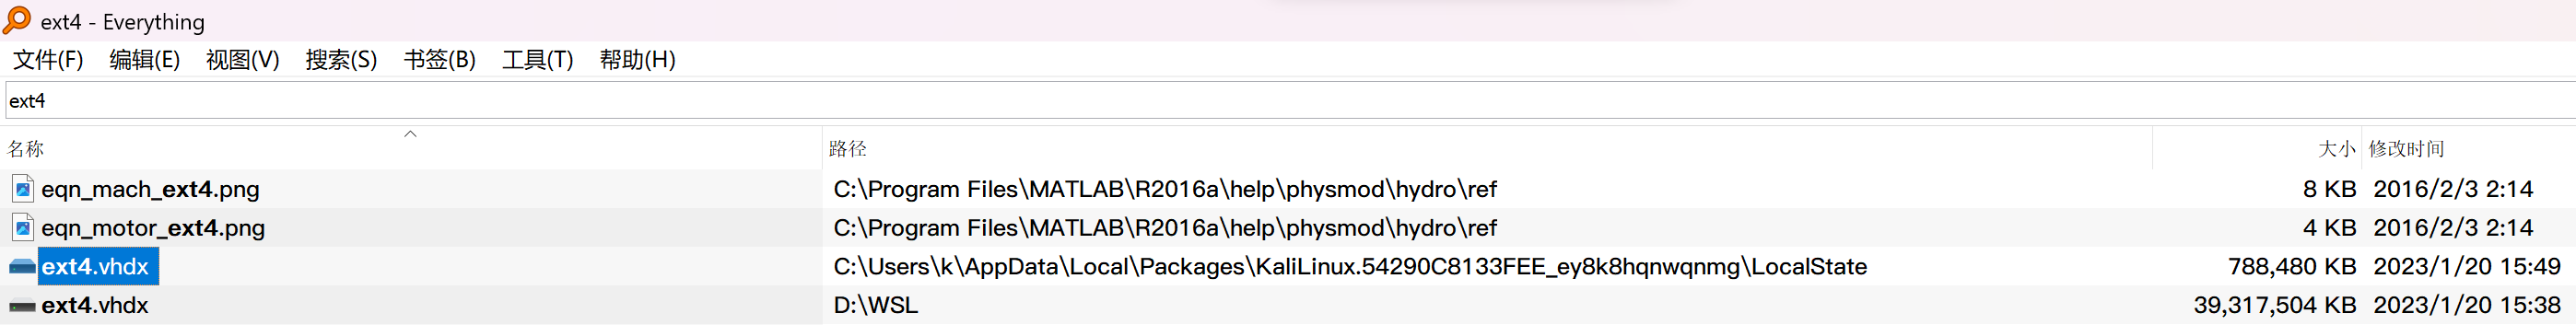 ext4 - Everything
文件(F) 编辑(E) 视图(V) 搜索(S) 书签(B) 工具(T) 帮助(H)
ext4
名称 路径 大小 修改时间
eqn_mach_ext4.png C:\Program Files\MATLAB\R2016a\help\physmod\hydro\ref 8 KB 2016/2/3 2:14
eqn_motor_ext4.png C:\Program Files\MATLAB\R2016a\help\physmod\hydro\ref 4 KB 2016/2/3 2:14
ext4.vhdx C:\Users\k\AppData\Local\Packages\KaliLinux.54290C8133FEE_ey8k8hqnwqnmg\LocalState 788,480 KB 2023/1/20 15:49
ext4.vhdx D:\WSL 39,317,504 KB 2023/1/20 15:38